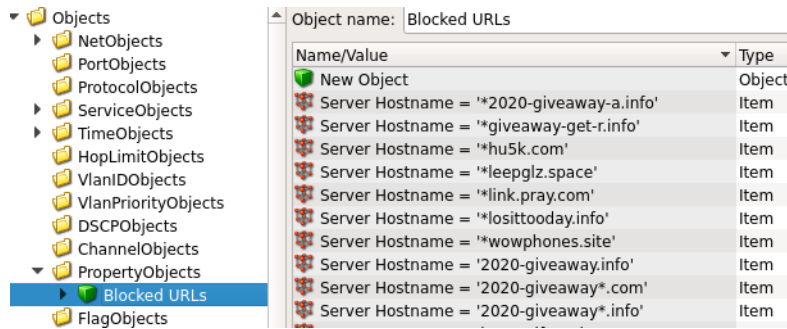 Objects
NetObjects
PortObjects
ProtocolObjects
ServiceObjects
TimeObjects
HopLimitObjects
VlanIDObjects
VlanPriorityObjects
DSCPObjects
ChannelObjects
PropertyObjects
Blocked URLs
FlagObjects
Object name: Blocked URLs
Name/Value Type
New Object Object
Server Hostname = '*2020-giveaway-a.info' Item
Server Hostname = '*giveaway-get-r.info' Item
Server Hostname = '*hu5k.com' Item
Server Hostname = '*leepglz.space' Item
Server Hostname = '*link.pray.com' Item
Server Hostname = '*losittooday.info' Item
Server Hostname = '*wowphones.site' Item
Server Hostname = '2020-giveaway.info' Item
Server Hostname = '2020-giveaway*.com' Item
Server Hostname = '2020-giveaway*.info' Item